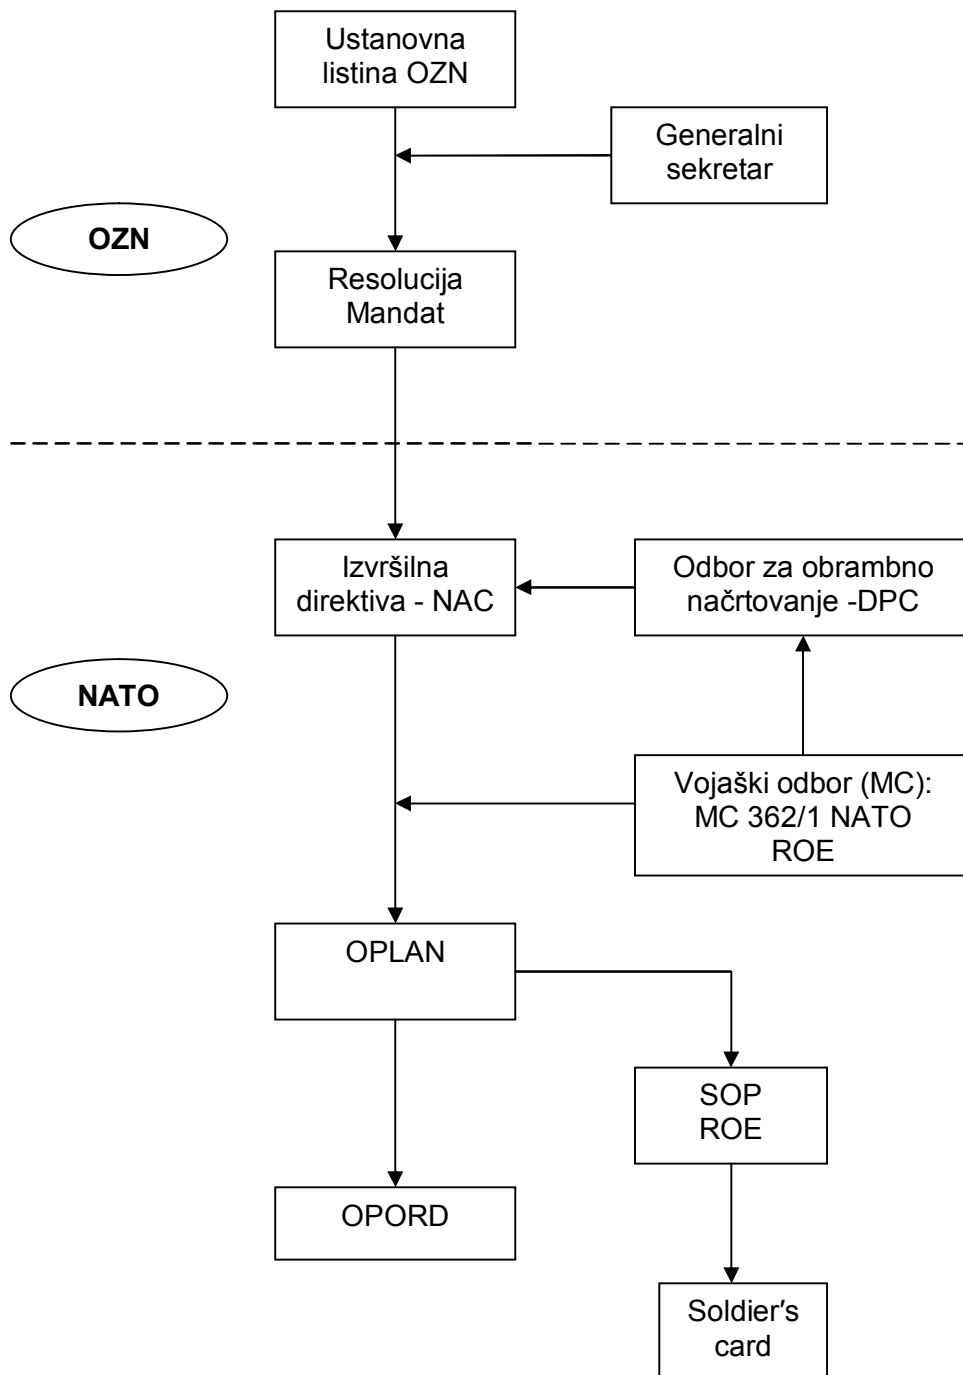 Ustanovna
listina OZN
Generalni
sekretar
OZN
Resolucija
Mandat
Izvršilna
direktiva - NAC
Odbor za obrambno
načrtovanje -DPC
NATO
Vojaški odbor (MC):
MC 362/1 NATO
ROE
OPLAN
SOP
ROE
OPORD
Soldier's
card